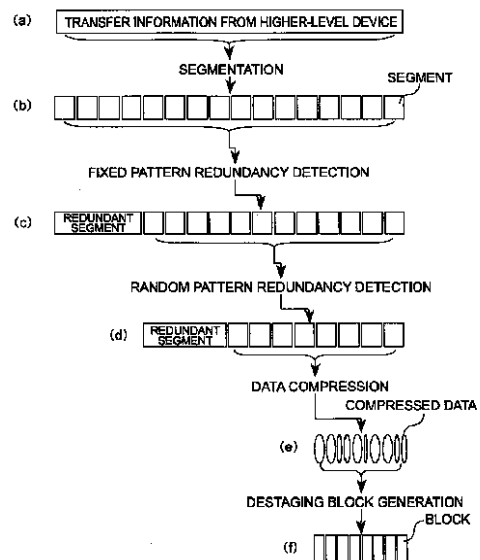 (a) TRANSFER INFORMATION FROM HIGHER-LEVEL DEVICE
SEGMENTATION
SEGMENT
(b)
FIXED PATTERN REDUNDANCY DETECTION
(c) REDUNDANT
SEGMENT
RANDOM PATTERN REDUNDANCY DETECTION
(d) REDUNDANT
SEGMENT
DATA COMPRESSION
COMPRESSED DATA
(e)
DESTAGING BLOCK GENERATION
BLOCK
(f)